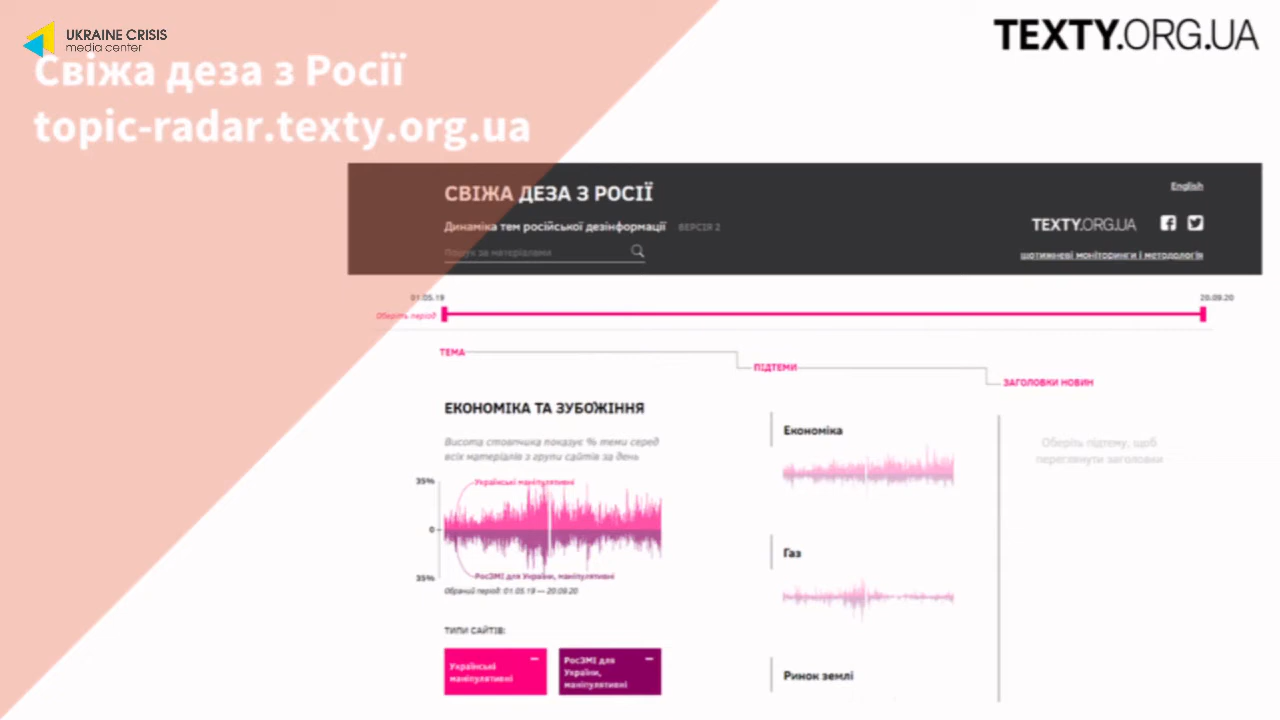 UKRAINE CRISIS
media center
TEXTY.ORG.UA
Свіжа деза з Росії
topic-radar.texty.org.ua
СВІЖА ДЕЗА З РОСІЇ
English
Динаміка тем російської дезінформації ВЕРСІЯ 2
TEXTY.ORG.UA
Пошук за матеріалами
щотижневі моніторинги і методологія
01.05.19
20.09.20
Оберіть період
ТЕМА
ПІДТЕМИ
ЗАГОЛОВКИ НОВИН
ЕКОНОМІКА ТА ЗУБОЖІННЯ
Висота стовпчика показує % теми серед
всіх матеріалів з групи сайтів за день
Економіка
Оберіть підтему, щоб
переглянути заголовки
35%
Українські маніпулятивні
0
35%
РосЗМІ для України, маніпулятивні
Обраний період: 01.05.19 — 20.09.20
Газ
ТИПИ САЙТІВ:
Українські
маніпулятивні
РосЗМІ для
України,
маніпулятивні
Ринок землі